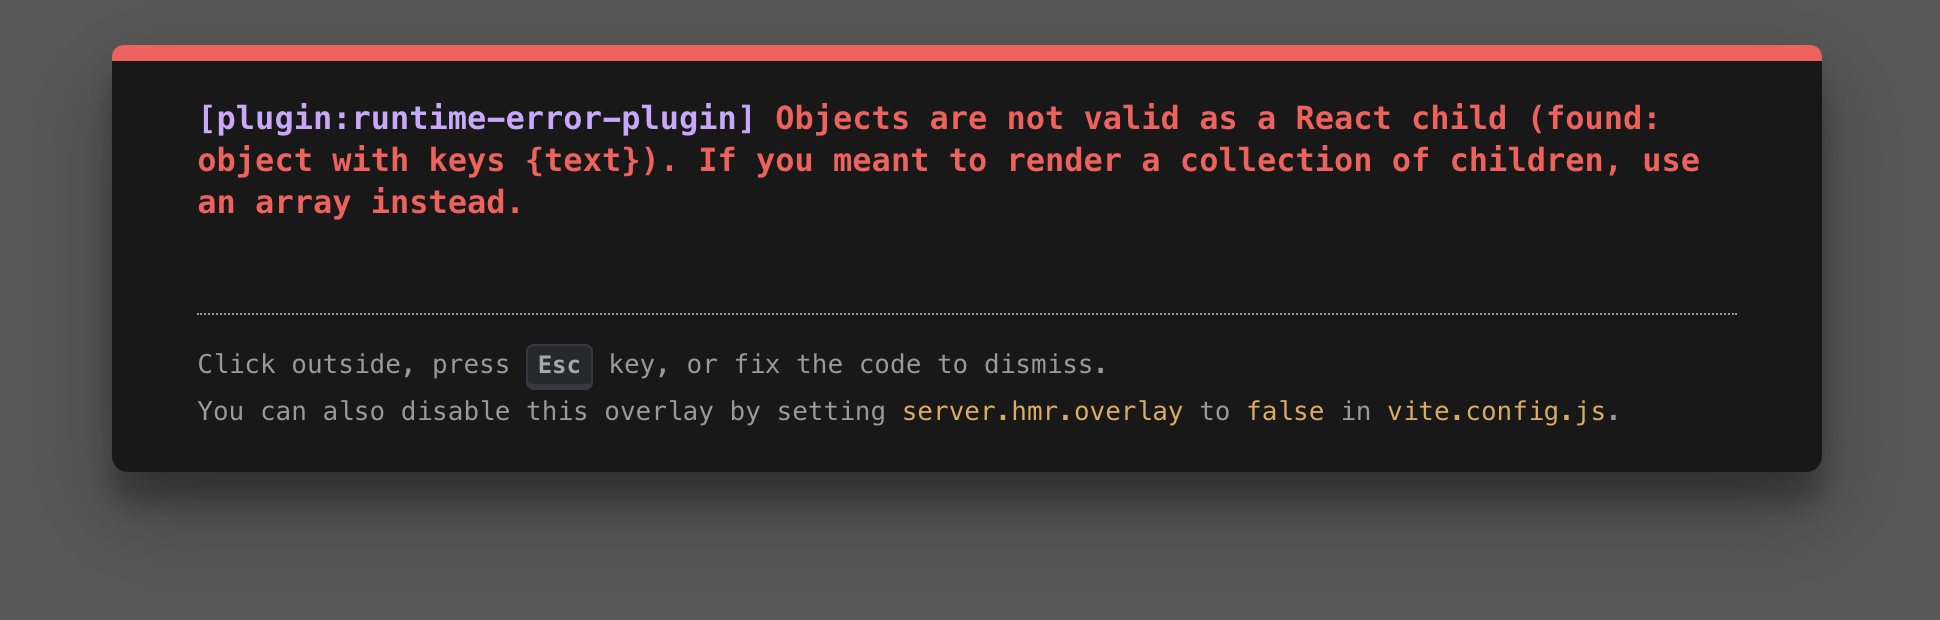 [plugin:runtime-error-plugin] Objects are not valid as a React child (found:
object with keys {text}). If you meant to render a collection of children, use
an array instead.
Click outside, press Esc key, or fix the code to dismiss.
You can also disable this overlay by setting server.hmr.overlay to false in vite.config.js.